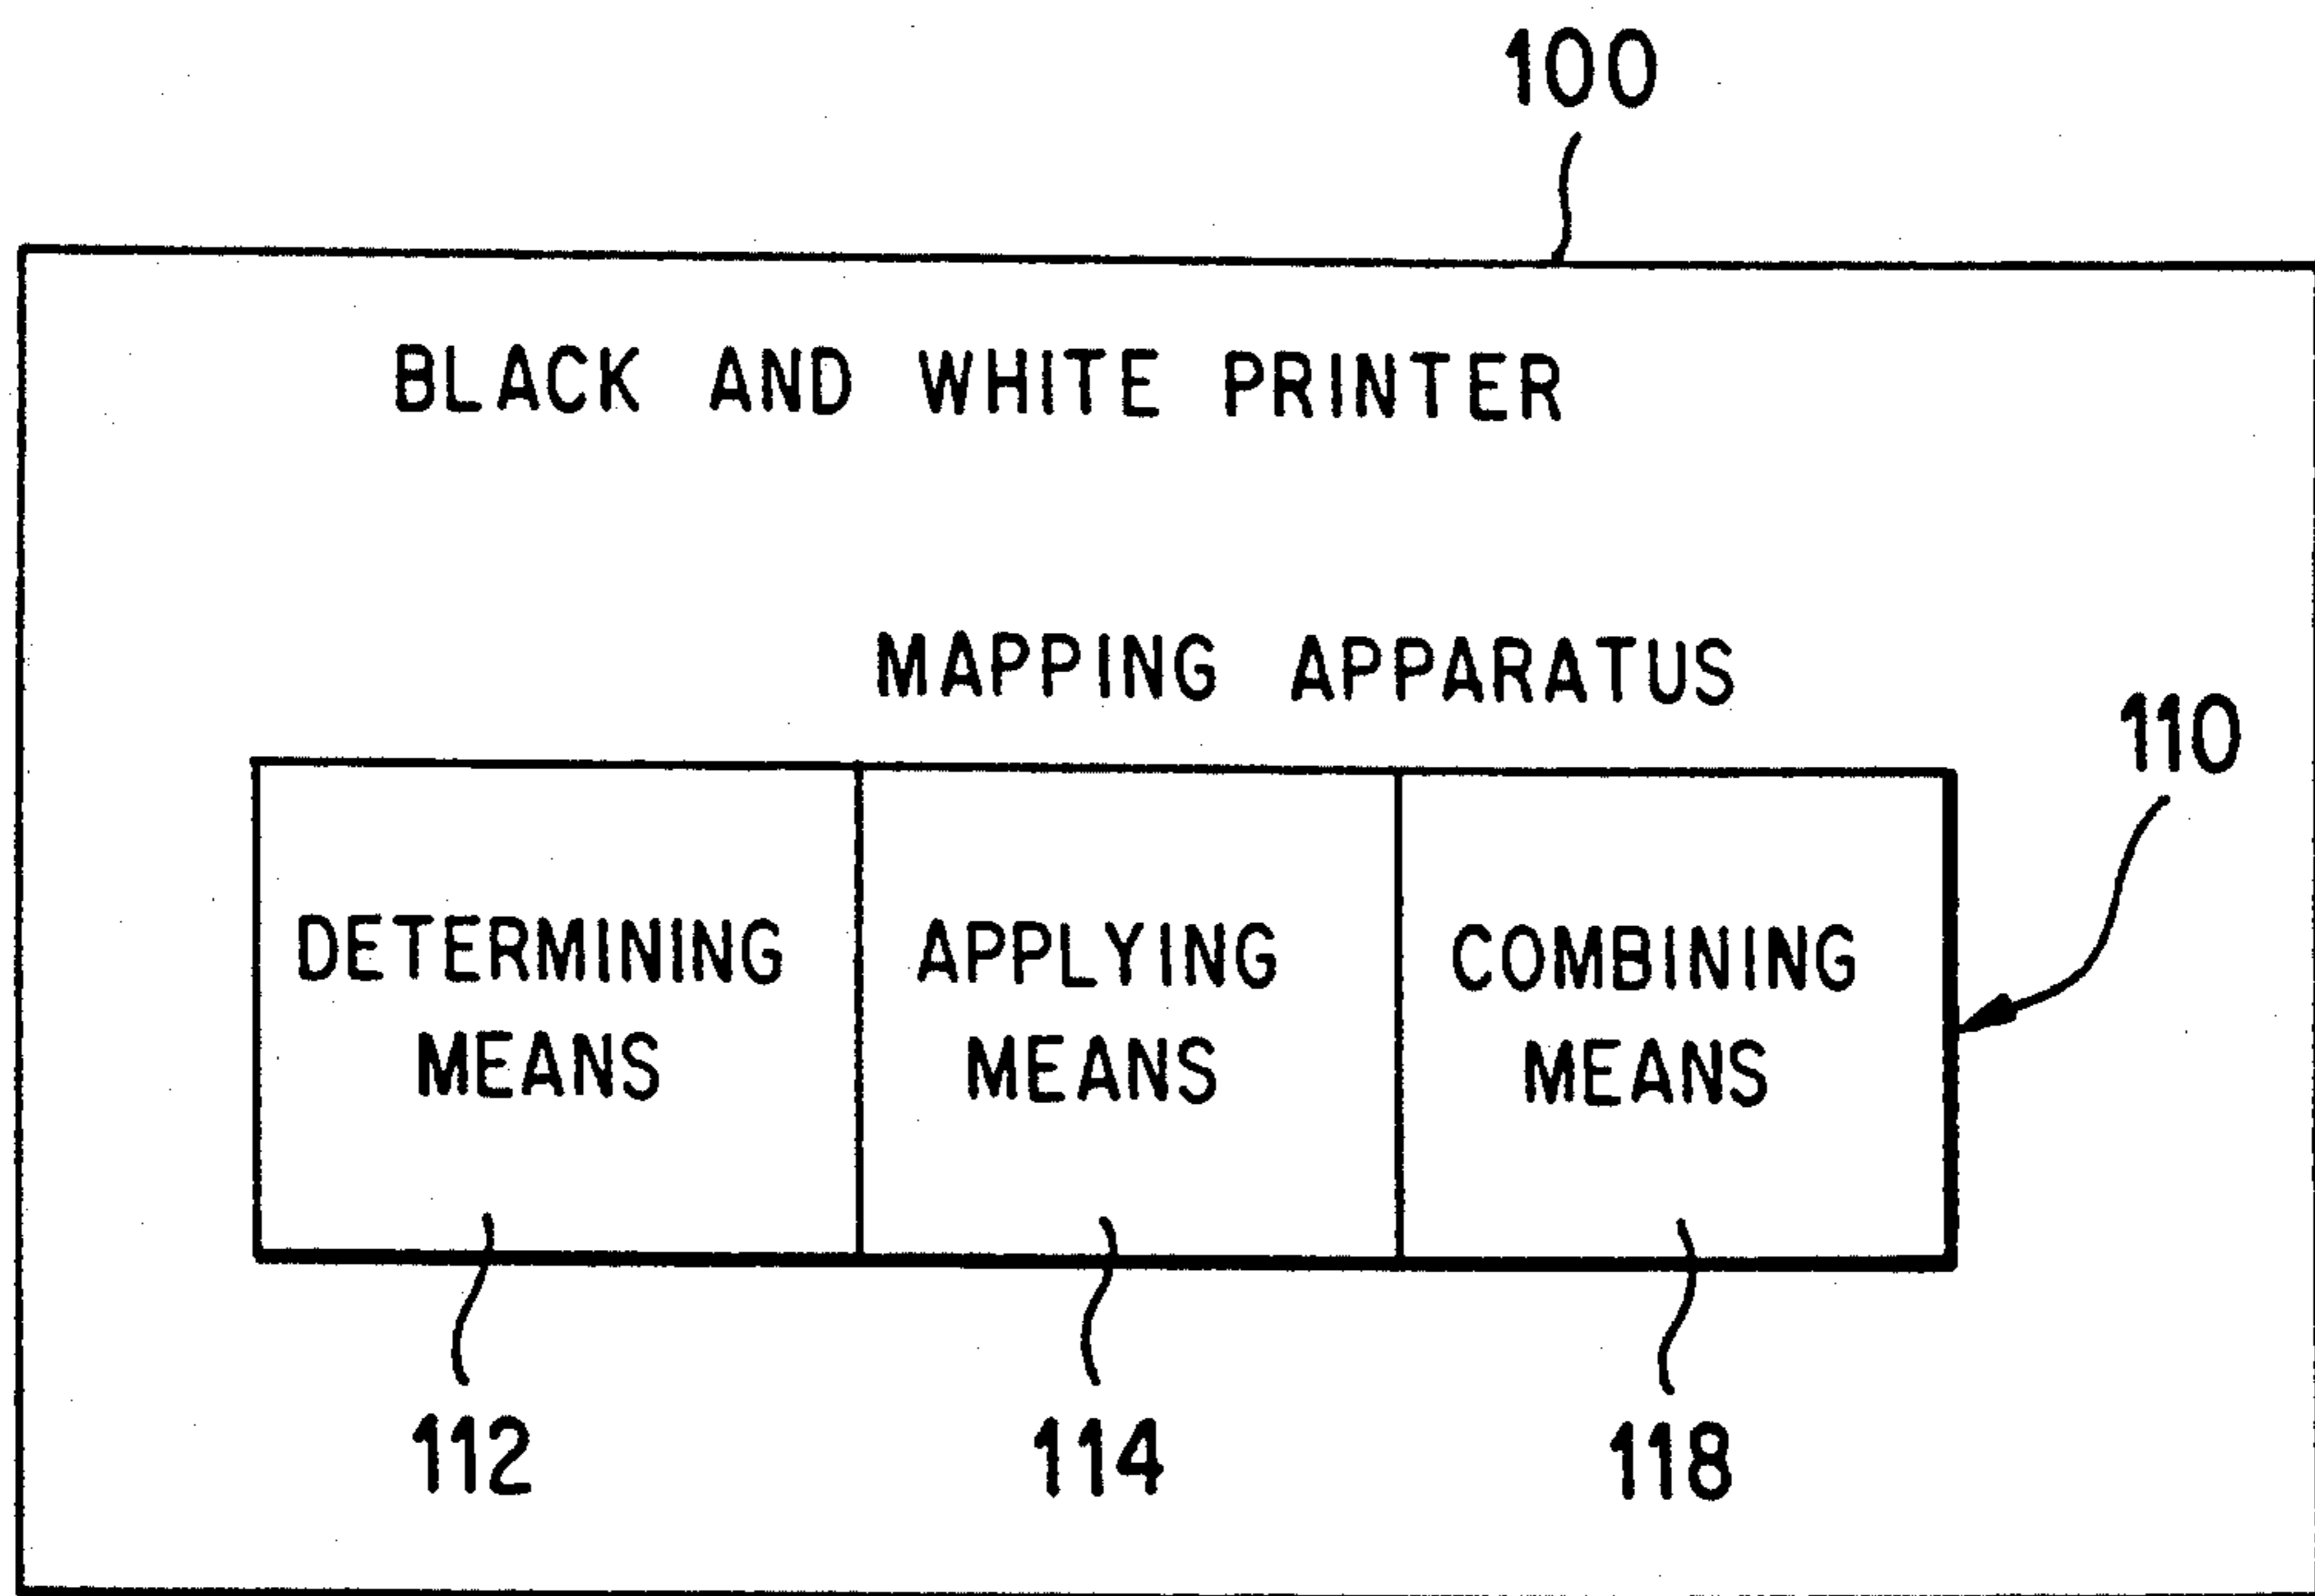 100
BLACK AND WHITE PRINTER
MAPPING APPARATUS
110
DETERMINING MEANS
APPLYING MEANS
COMBINING MEANS
112
114
118